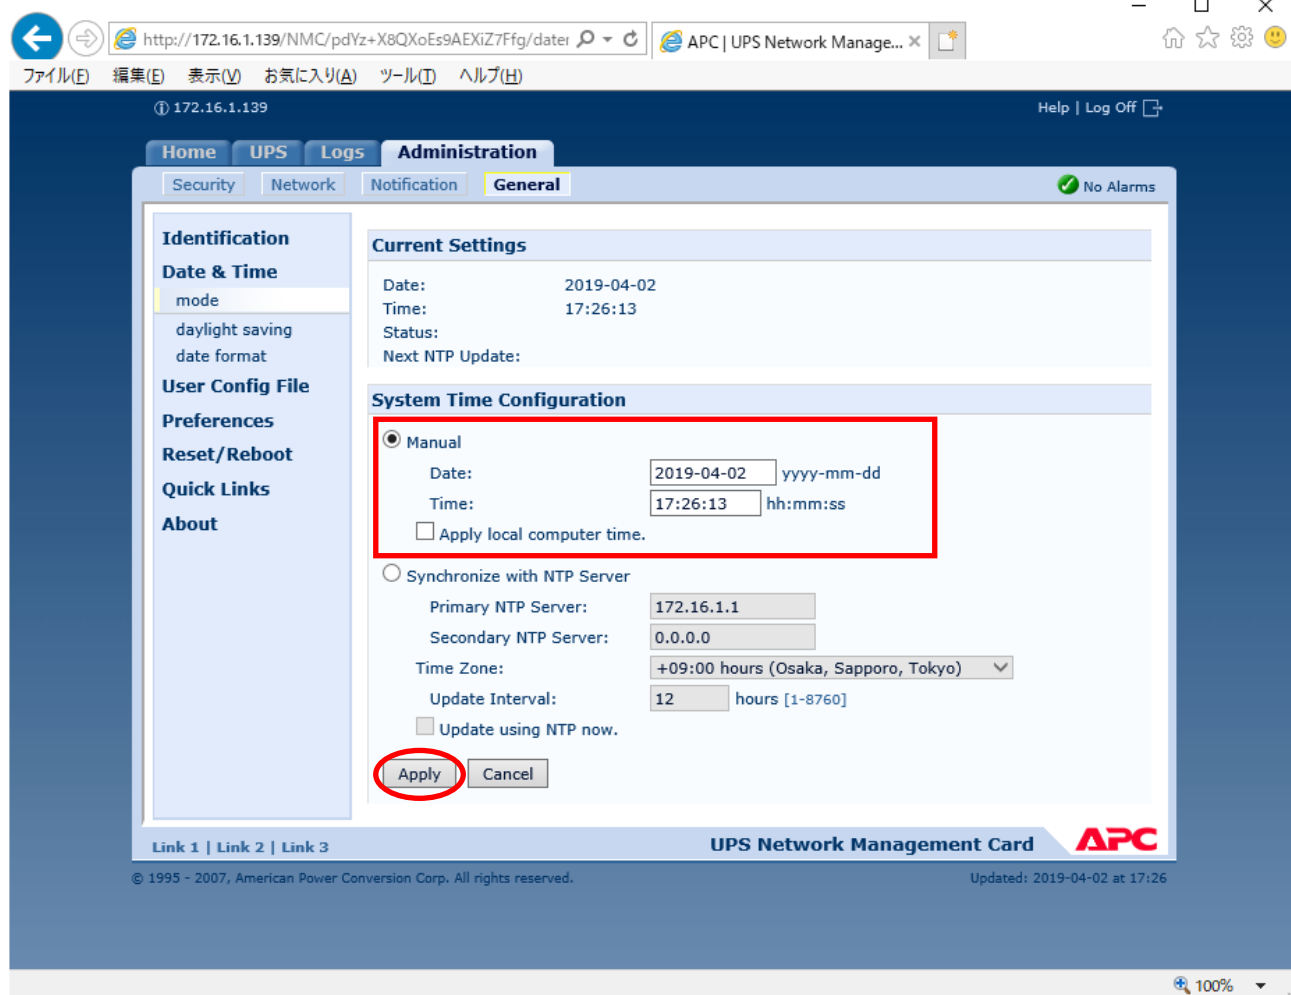 http://172.16.1.139/NMC/pdYz+X8QXoEs9AEXiZ7Ffg/dater
APC | UPS Network Manage...
ファイル(F) 編集(E) 表示(V) お気に入り(A) ツール(T) ヘルプ(H)
172.16.1.139
Help | Log Off
Home UPS Logs Administration
Security Network Notification General
No Alarms
Identification
Date & Time
mode
daylight saving
date format
User Config File
Preferences
Reset/Reboot
Quick Links
About
Current Settings
Date: 2019-04-02
Time: 17:26:13
Status:
Next NTP Update:
System Time Configuration
Manual
Date: 2019-04-02 yyyy-mm-dd
Time: 17:26:13 hh:mm:ss
Apply local computer time.
Synchronize with NTP Server
Primary NTP Server: 172.16.1.1
Secondary NTP Server: 0.0.0.0
Time Zone: +09:00 hours (Osaka, Sapporo, Tokyo)
Update Interval: 12 hours [1-8760]
Update using NTP now.
Apply Cancel
Link 1 | Link 2 | Link 3
UPS Network Management Card
APC
© 1995 - 2007, American Power Conversion Corp. All rights reserved.
Updated: 2019-04-02 at 17:26
100%